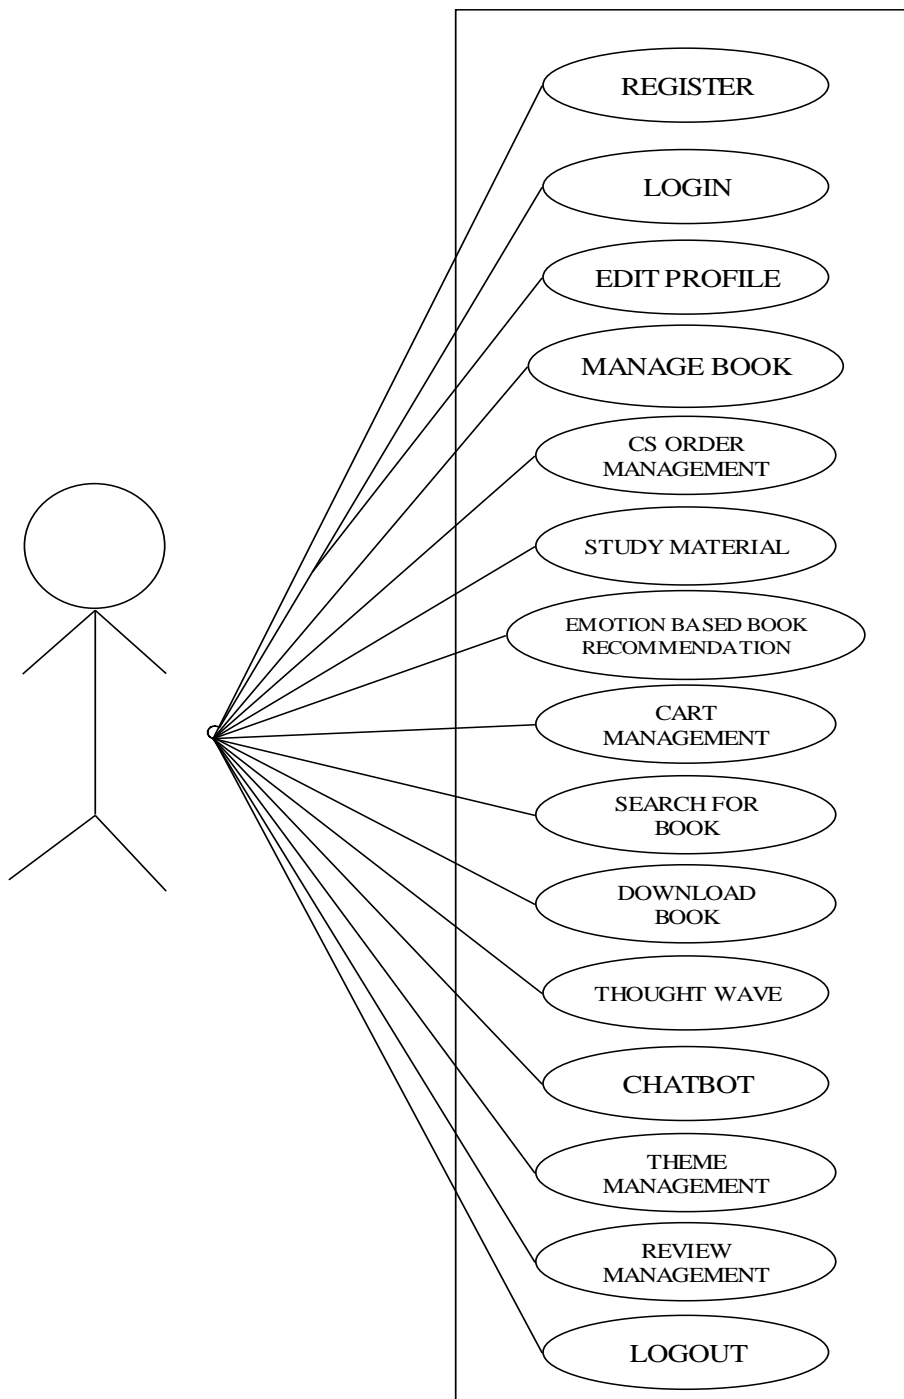 REGISTER
LOGIN
EDIT PROFILE
MANAGE BOOK
CS ORDER
MANAGEMENT
STUDY MATERIAL
EMOTION BASED BOOK
RECOMMENDATION
CART
MANAGEMENT
SEARCH FOR
BOOK
DOWNLOAD
BOOK
THOUGHT WAVE
CHATBOT
THEME
MANAGEMENT
REVIEW
MANAGEMENT
LOGOUT